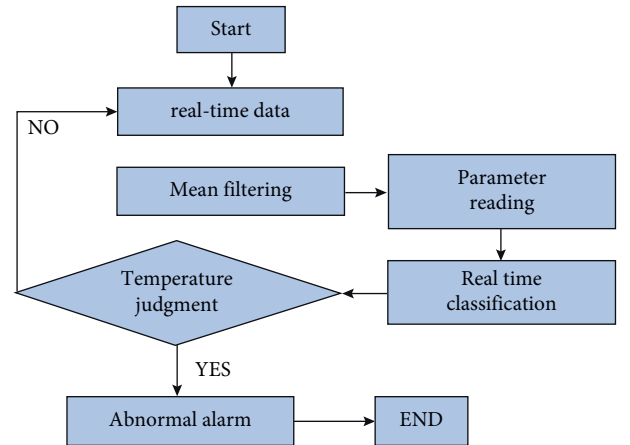 Start
real-time data
NO
Mean filtering
Parameter
reading
Temperature
judgment
Real time
classification
YES
Abnormal alarm
END